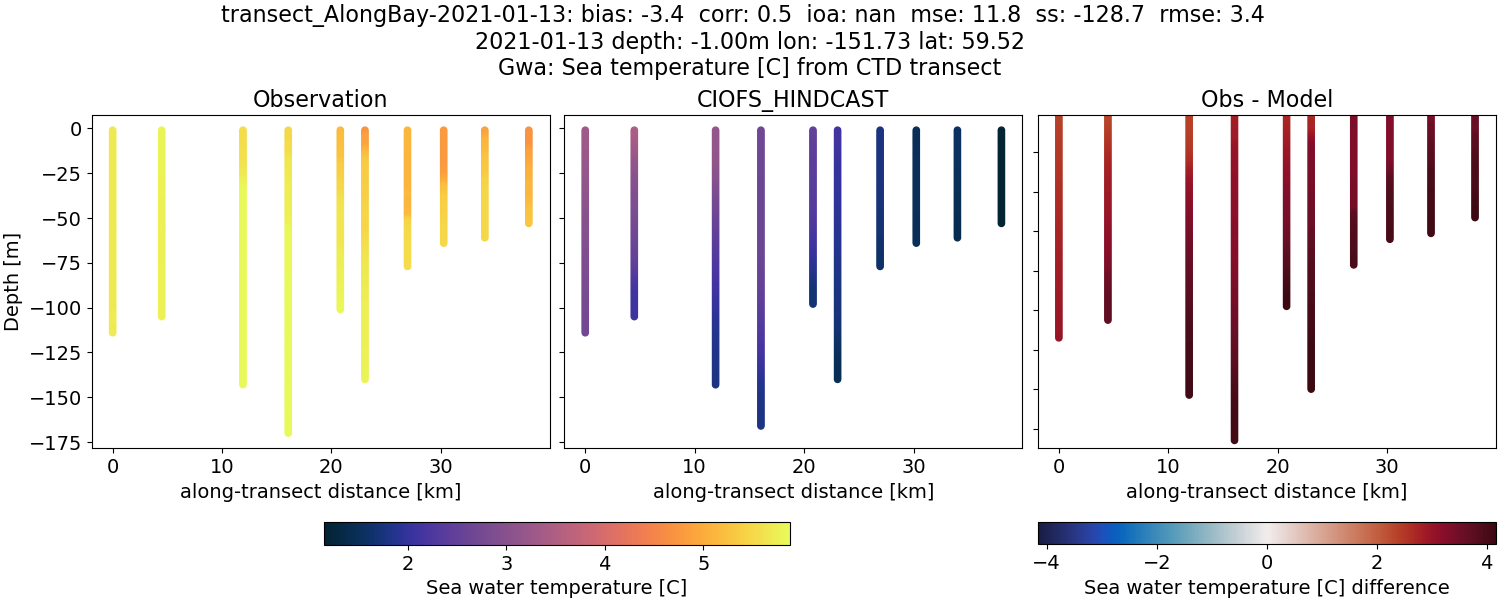 transect_AlongBay-2021-01-13: bias: -3.4  corr: 0.5  ioa: nan  mse: 11.8  ss: -128.7  rmse: 3.4
2021-01-13 depth: -1.00m lon: -151.73 lat: 59.52
Gwa: Sea temperature [C] from CTD transect
Observation
CIOFS_HINDCAST
Obs - Model
Depth [m]
0
−25
−50
−75
−100
−125
−150
−175
0 10 20 30
0 10 20 30
0 10 20 30
along-transect distance [km]
along-transect distance [km]
along-transect distance [km]
2 3 4 5
Sea water temperature [C]
−4 −2 0 2 4
Sea water temperature [C] difference